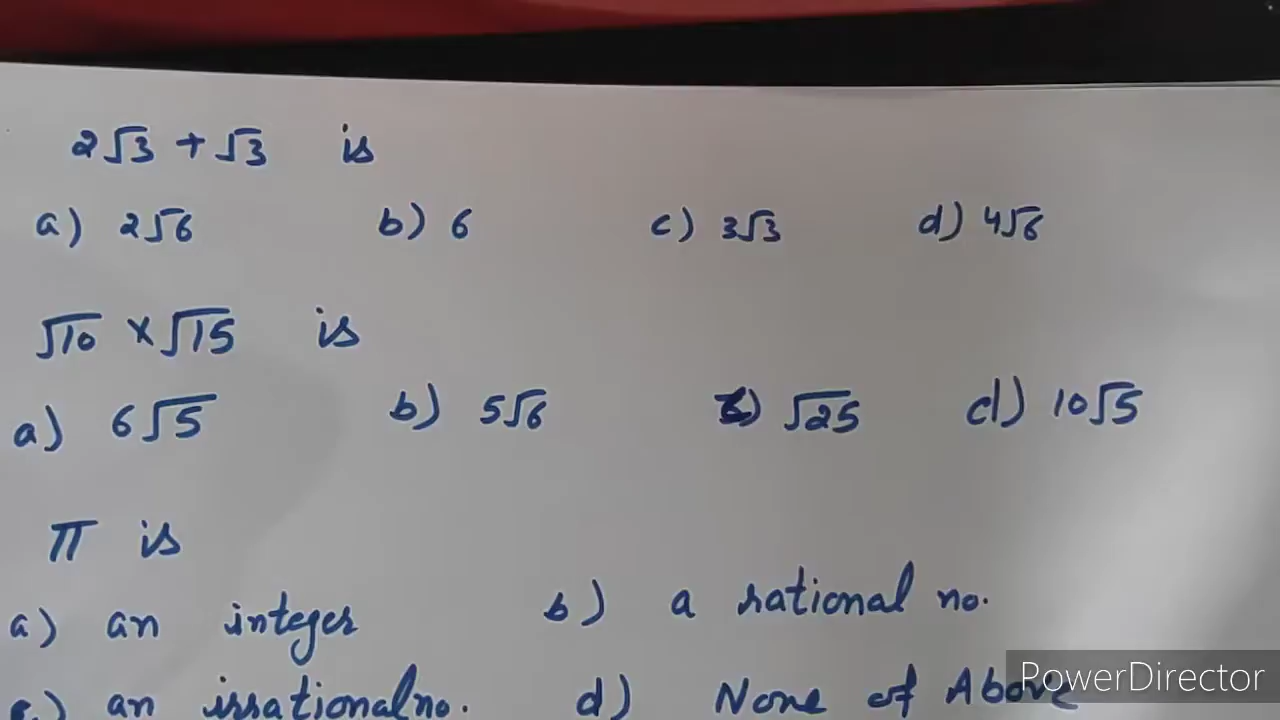 2√3 + √3 is
a) 2√6 b) 6 c) 3√3 d) 4√6
√10 × √15 is
a) 6√5 b) 5√6 c) √25 d) 10√5
π is
a) an integer b) a rational no.
c) an irrational no. d) None of Above
PowerDirector